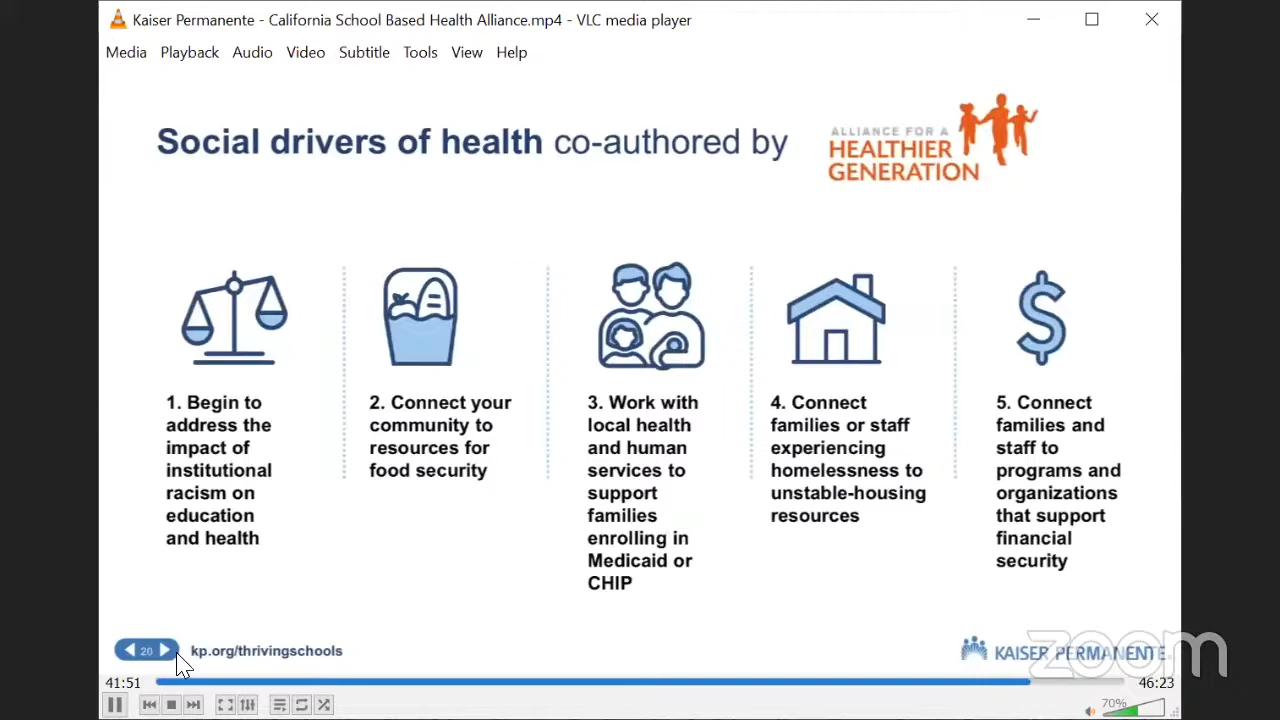 Kaiser Permanente - California School Based Health Alliance.mp4 - VLC media player
Media Playback Audio Video Subtitle Tools View Help
Social drivers of health co-authored by
ALLIANCE FOR A
HEALTHIER
GENERATION
1. Begin to
address the
impact of
institutional
racism on
education
and health
2. Connect your
community to
resources for
food security
3. Work with
local health
and human
services to
support
families
enrolling in
Medicaid or
CHIP
4. Connect
families or staff
experiencing
homelessness to
unstable-housing
resources
5. Connect
families and
staff to
programs and
organizations
that support
financial
security
20
kp.org/thrivingschools
KAISER PERMANENTE
zoom
41:51
46:23
70%